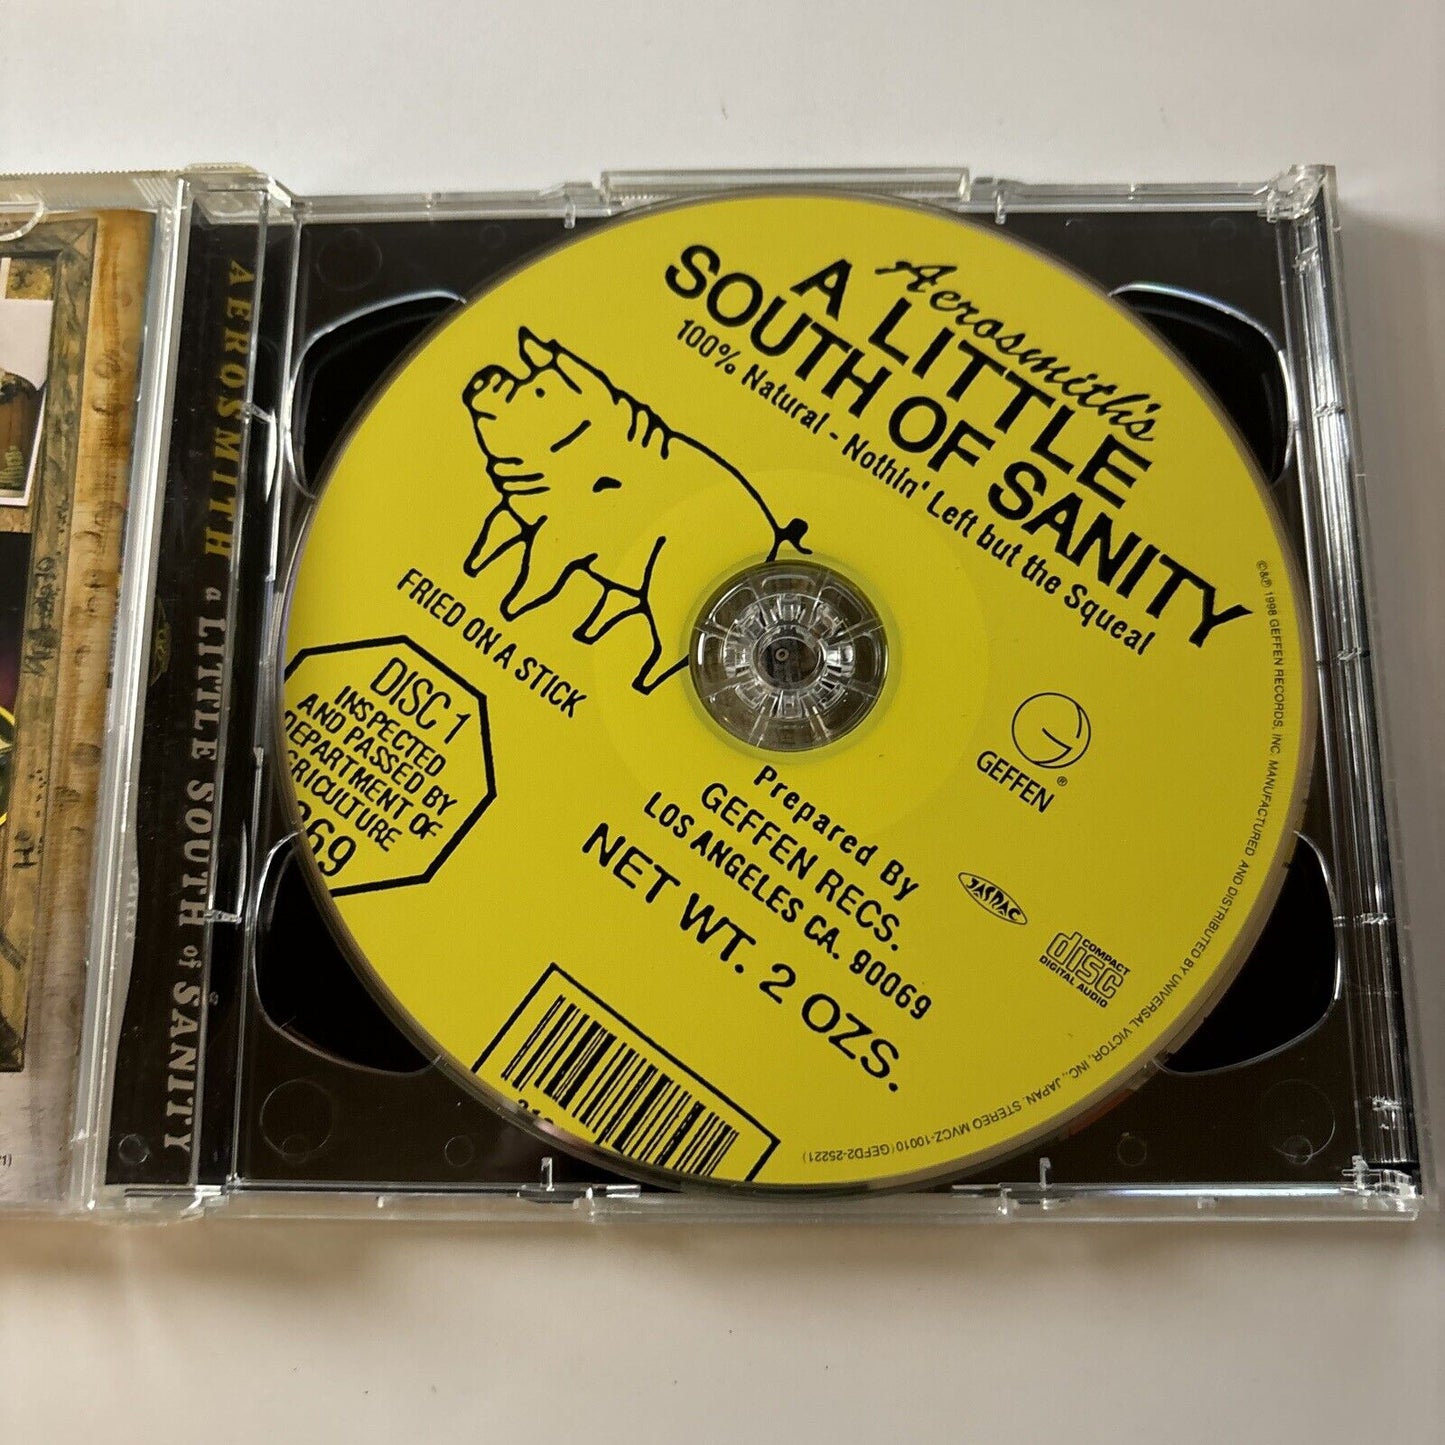 AEROSMITH a LITTLE SOUTH of SANITY
Aerosmith's
A LITTLE
SOUTH OF SANITY
100% Natural - Nothin' Left but the Squeal
FRIED ON A STICK
DISC 1
INSPECTED
AND PASSED BY
DEPARTMENT OF
GRICULTURE
69
GEFFEN®
Prepared By
GEFFEN RECS.
LOS ANGELES CA. 90069
NET WT. 2 OZS.
JASRAC
COMPACT
disc
DIGITAL AUDIO
©&℗ 1998 GEFFEN RECORDS, INC. MANUFACTURED AND DISTRIBUTED BY UNIVERSAL VICTOR, INC., JAPAN. STEREO MVCZ-10010 (GEFD2-25221)